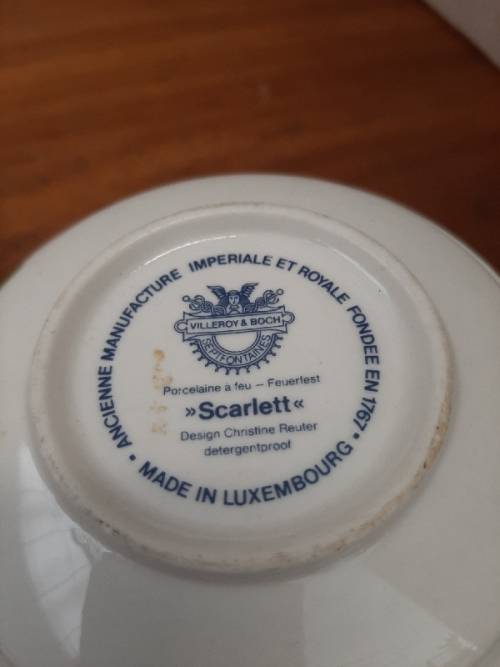 • ANCIENNE MANUFACTURE IMPERIALE ET ROYALE FONDEE EN 1767 •
VILLEROY & BOCH
SEPTFONTAINES
Porcelaine a feu – Feuerfest
»Scarlett«
Design Christine Reuter
detergentproof
MADE IN LUXEMBOURG